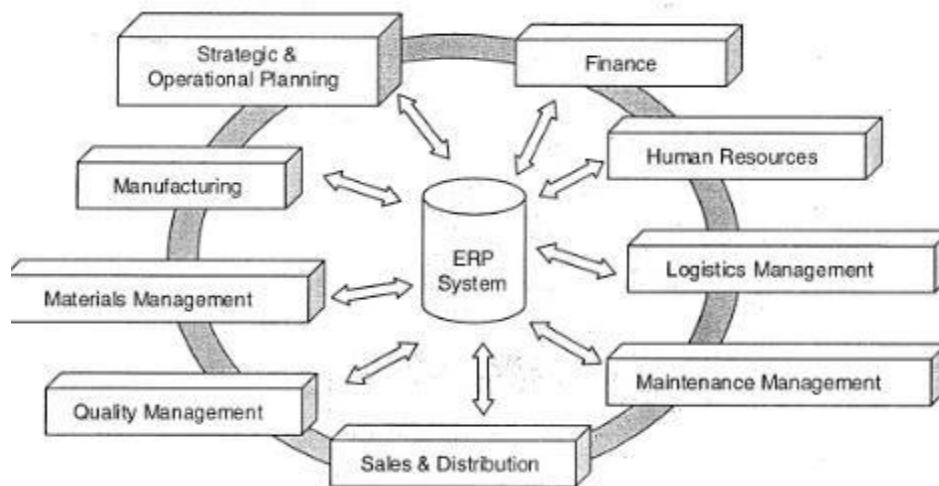 Strategic &
Operational Planning
Finance
Manufacturing
Human Resources
ERP
System
Materials Management
Logistics Management
Quality Management
Maintenance Management
Sales & Distribution